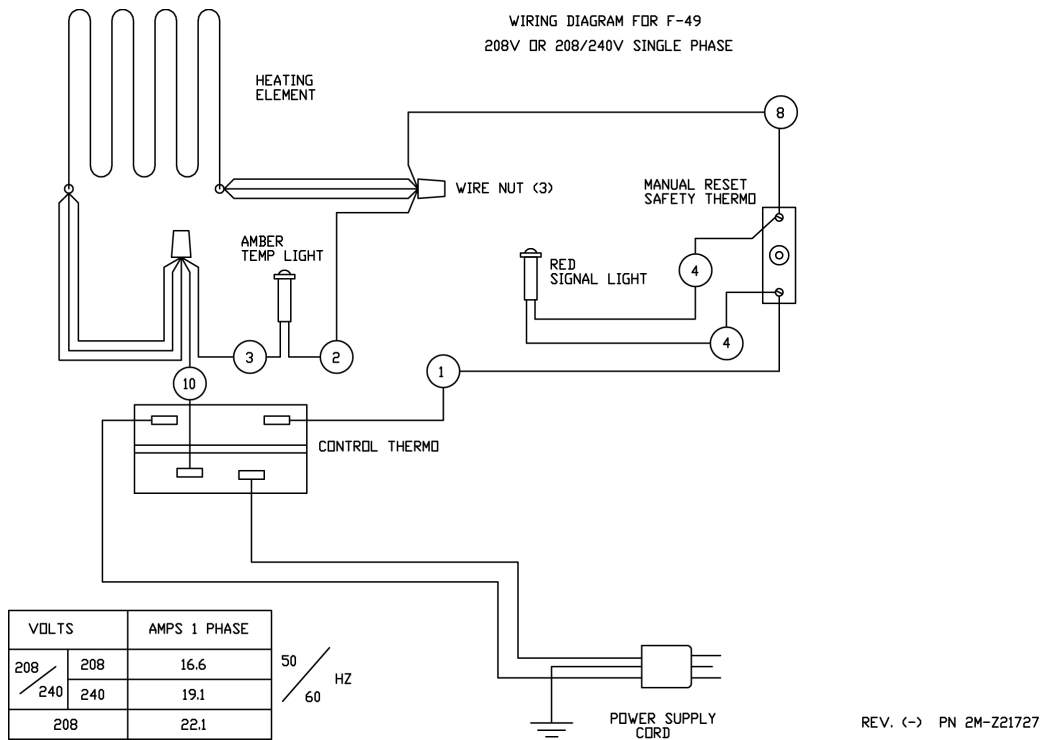 WIRING DIAGRAM FOR F-49
208V OR 208/240V SINGLE PHASE
HEATING
ELEMENT
8
WIRE NUT (3)
MANUAL RESET
SAFETY THERMO
AMBER
TEMP LIGHT
RED
SIGNAL LIGHT
4
4
3
2
1
10
CONTROL THERMO
VOLTS AMPS 1 PHASE
208/240 208 16.6
240 19.1
208 22.1
50/60 HZ
POWER SUPPLY
CORD
REV. (-) PN 2M-Z21727